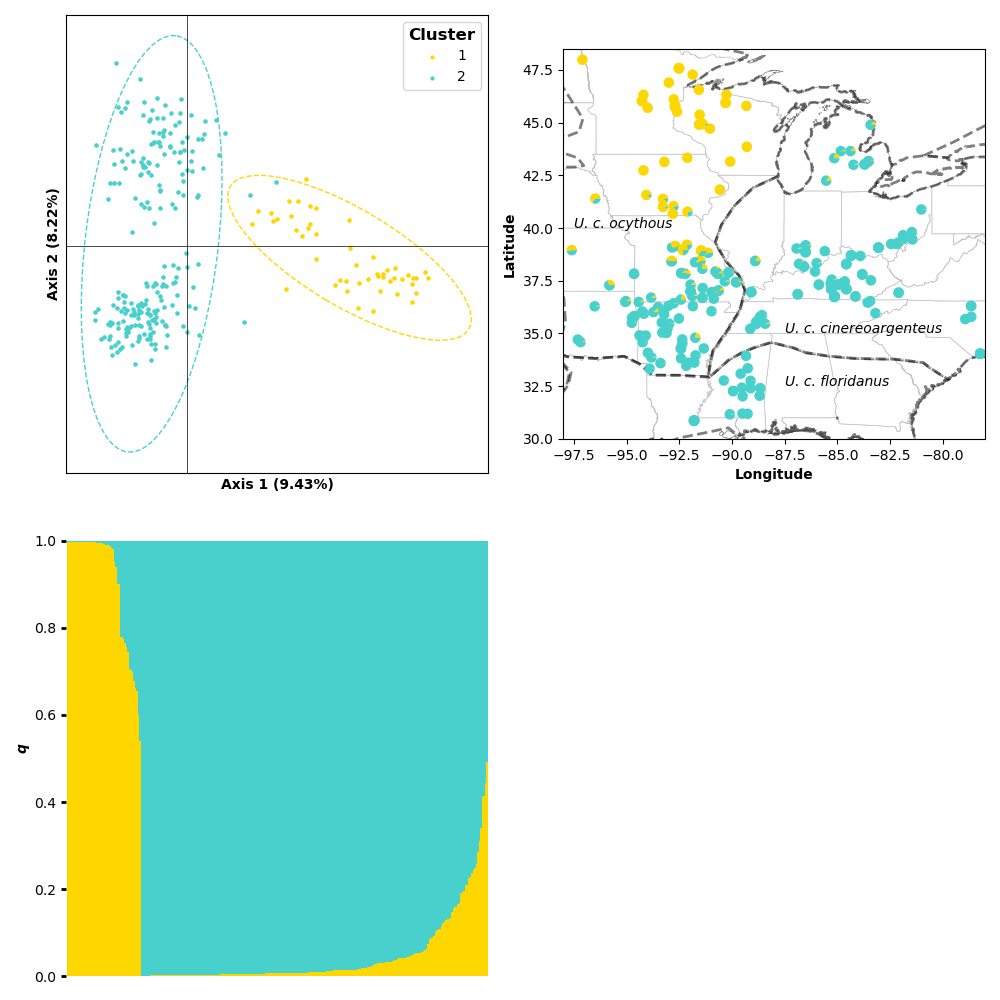 Cluster
1
2
Axis 2 (8.22%)
Axis 1 (9.43%)
47.5
45.0
42.5
40.0
37.5
35.0
32.5
30.0
Latitude
U. c. ocythous
U. c. cinereoargenteus
U. c. floridanus
−97.5 −95.0 −92.5 −90.0 −87.5 −85.0 −82.5 −80.0
Longitude
1.0
0.8
0.6
0.4
0.2
0.0
q